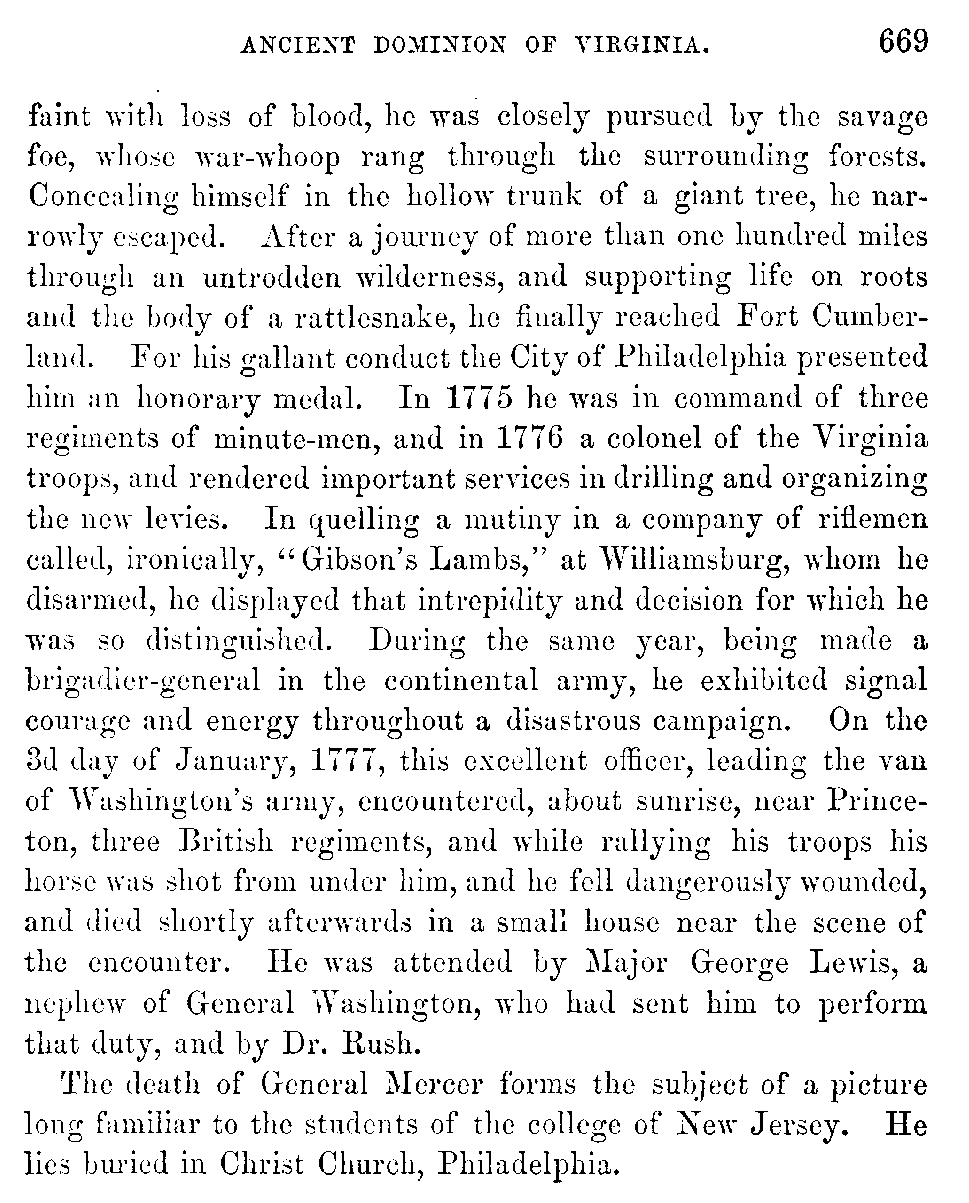 ANCIENT DOMINION OF VIRGINIA. 669
faint with loss of blood, he was closely pursued by the savage
foe, whose war-whoop rang through the surrounding forests.
Concealing himself in the hollow trunk of a giant tree, he nar-
rowly escaped. After a journey of more than one hundred miles
through an untrodden wilderness, and supporting life on roots
and the body of a rattlesnake, he finally reached Fort Cumber-
land. For his gallant conduct the City of Philadelphia presented
him an honorary medal. In 1775 he was in command of three
regiments of minute-men, and in 1776 a colonel of the Virginia
troops, and rendered important services in drilling and organizing
the new levies. In quelling a mutiny in a company of riflemen
called, ironically, “Gibson’s Lambs,” at Williamsburg, whom he
disarmed, he displayed that intrepidity and decision for which he
was so distinguished. During the same year, being made a
brigadier-general in the continental army, he exhibited signal
courage and energy throughout a disastrous campaign. On the
3d day of January, 1777, this excellent officer, leading the van
of Washington’s army, encountered, about sunrise, near Prince-
ton, three British regiments, and while rallying his troops his
horse was shot from under him, and he fell dangerously wounded,
and died shortly afterwards in a small house near the scene of
the encounter. He was attended by Major George Lewis, a
nephew of General Washington, who had sent him to perform
that duty, and by Dr. Rush.
The death of General Mercer forms the subject of a picture
long familiar to the students of the college of New Jersey. He
lies buried in Christ Church, Philadelphia.